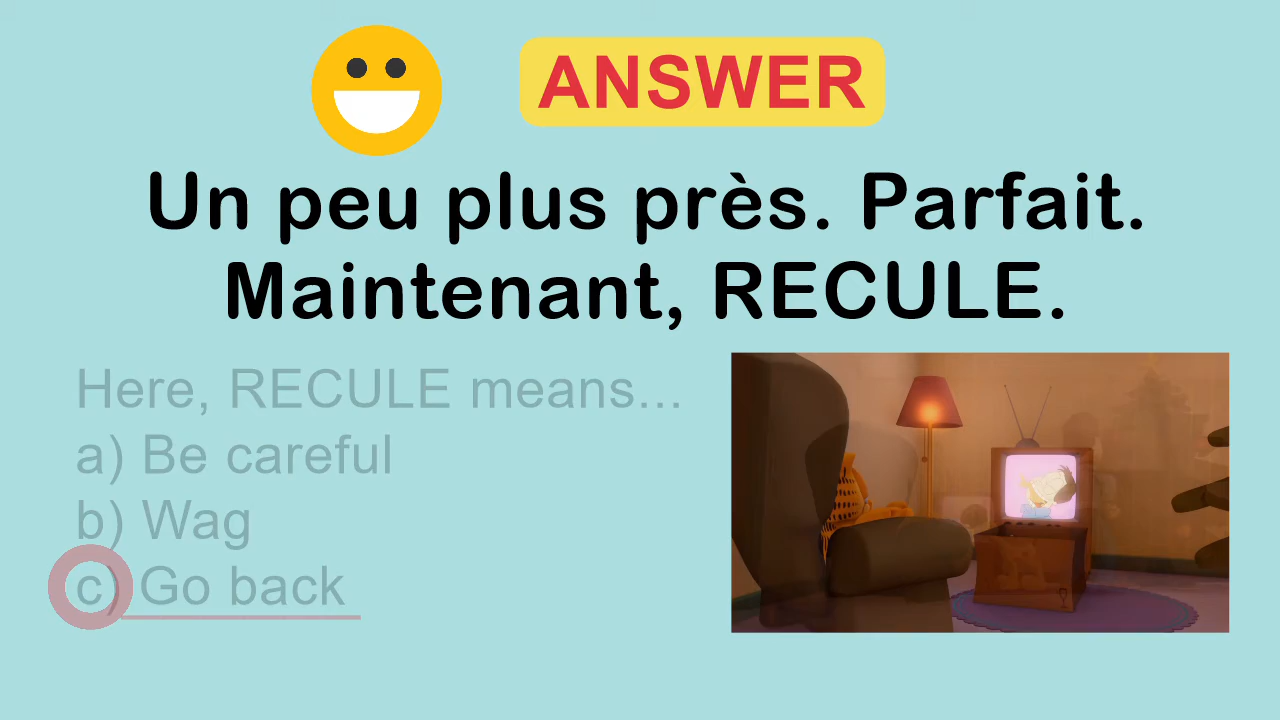 ANSWER
Un peu plus près. Parfait.
Maintenant, RECULE.
Here, RECULE means...
a) Be careful
b) Wag
c) Go back